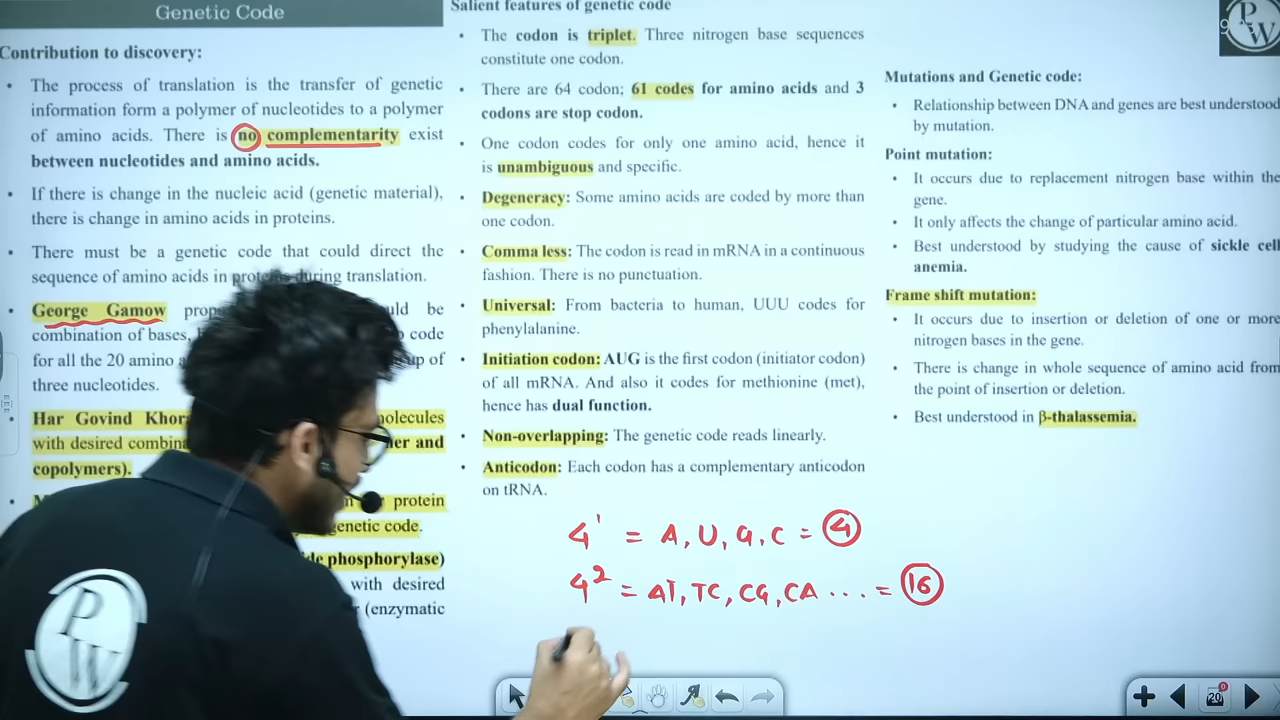 Genetic Code
Contribution to discovery:
• The process of translation is the transfer of genetic
information form a polymer of nucleotides to a polymer
of amino acids. There is no complementarity exist
between nucleotides and amino acids.
• If there is change in the nucleic acid (genetic material),
there is change in amino acids in proteins.
• There must be a genetic code that could direct the
sequence of amino acids in proteins during translation.
• George Gamow be
combination of bases, code
for all the 20 amino of
three nucleotides.
• Har Govind molecules
with desired and
copolymers).
• protein
genetic code.
phosphorylase)
with desired
(enzymatic
Salient features of genetic code
• The codon is triplet. Three nitrogen base sequences
constitute one codon.
• There are 64 codon; 61 codes for amino acids and 3
codons are stop codon.
• One codon codes for only one amino acid, hence it
is unambiguous and specific.
• Degeneracy: Some amino acids are coded by more than
one codon.
• Comma less: The codon is read in mRNA in a continuous
fashion. There is no punctuation.
• Universal: From bacteria to human, UUU codes for
phenylalanine.
• Initiation codon: AUG is the first codon (initiator codon)
of all mRNA. And also it codes for methionine (met),
hence has dual function.
• Non-overlapping: The genetic code reads linearly.
• Anticodon: Each codon has a complementary anticodon
on tRNA.
4¹ = A, U, G, C = 4
4² = AT, TC, CG, CA ... = 16
Mutations and Genetic code:
• Relationship between DNA and genes are best understood
by mutation.
Point mutation:
• It occurs due to replacement nitrogen base within the
gene.
• It only affects the change of particular amino acid.
• Best understood by studying the cause of sickle cell
anemia.
Frame shift mutation:
• It occurs due to insertion or deletion of one or more
nitrogen bases in the gene.
• There is change in whole sequence of amino acid from
the point of insertion or deletion.
• Best understood in β-thalassemia.
P
W
P
W
20